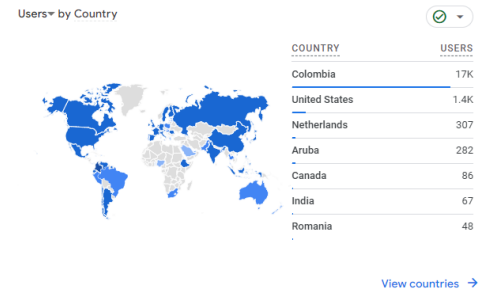 Users by Country
COUNTRY USERS
Colombia 17K
United States 1.4K
Netherlands 307
Aruba 282
Canada 86
India 67
Romania 48
View countries